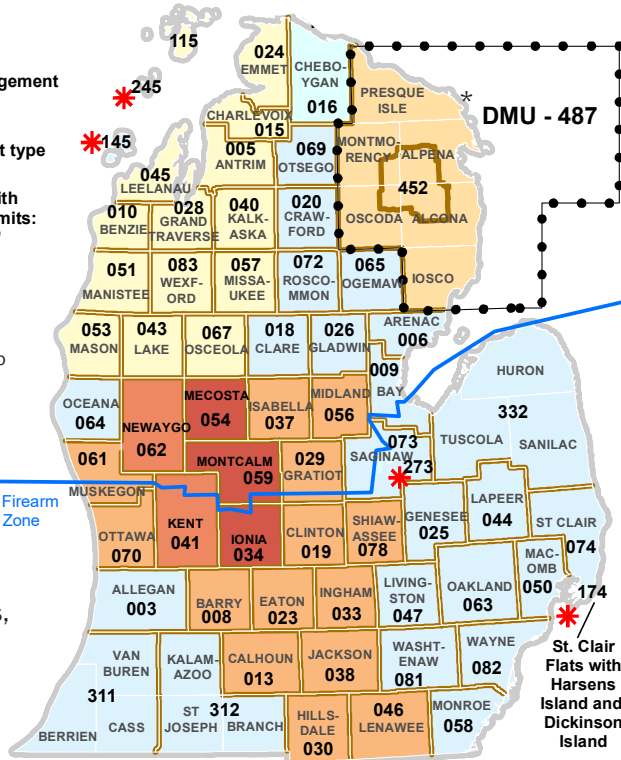 115
024
EMMET
CHEBO-
YGAN
016
gement
245
PRESQUE
ISLE
*
DMU - 487
CHARLEVOIX
015
145
t type
005
ANTRIM
069
OTSEGO
MONTMO-
RENCY
ALPENA
045
LEELANAU
452
ith
mits:
010
BENZIE
028
GRAND
TRAVERSE
040
KALK-
ASKA
020
CRAW-
FORD
OSCODA
ALCONA
051
MANISTEE
083
WEXF-
ORD
057
MISSA-
UKEE
072
ROSC-
OMMON
065
OGEMAW
IOSCO
ARENAC
006
053
MASON
043
LAKE
067
OSCEOLA
018
CLARE
026
GLADWIN
o
009
BAY
HURON
OCEANA
064
NEWAYGO
062
MECOSTA
054
ISABELLA
037
MIDLAND
056
332
TUSCOLA
SANILAC
061
MUSKEGON
MONTCALM
059
029
GRATIOT
073
SAGINAW
273
Firearm
Zone
OTTAWA
070
KENT
041
IONIA
034
CLINTON
019
SHIAW-
ASSEE
078
GENESEE
025
LAPEER
044
ST CLAIR
074
MAC-
OMB
050
ALLEGAN
003
BARRY
008
EATON
023
INGHAM
033
LIVING-
STON
047
OAKLAND
063
174
St. Clair
Flats with
Harsens
Island and
Dickinson
Island
s,
VAN
BUREN
KALAM-
AZOO
CALHOUN
013
JACKSON
038
WASHT-
ENAW
081
WAYNE
082
311
BERRIEN
CASS
ST
JOSEPH
312
BRANCH
HILLS-
DALE
030
046
LENAWEE
MONROE
058